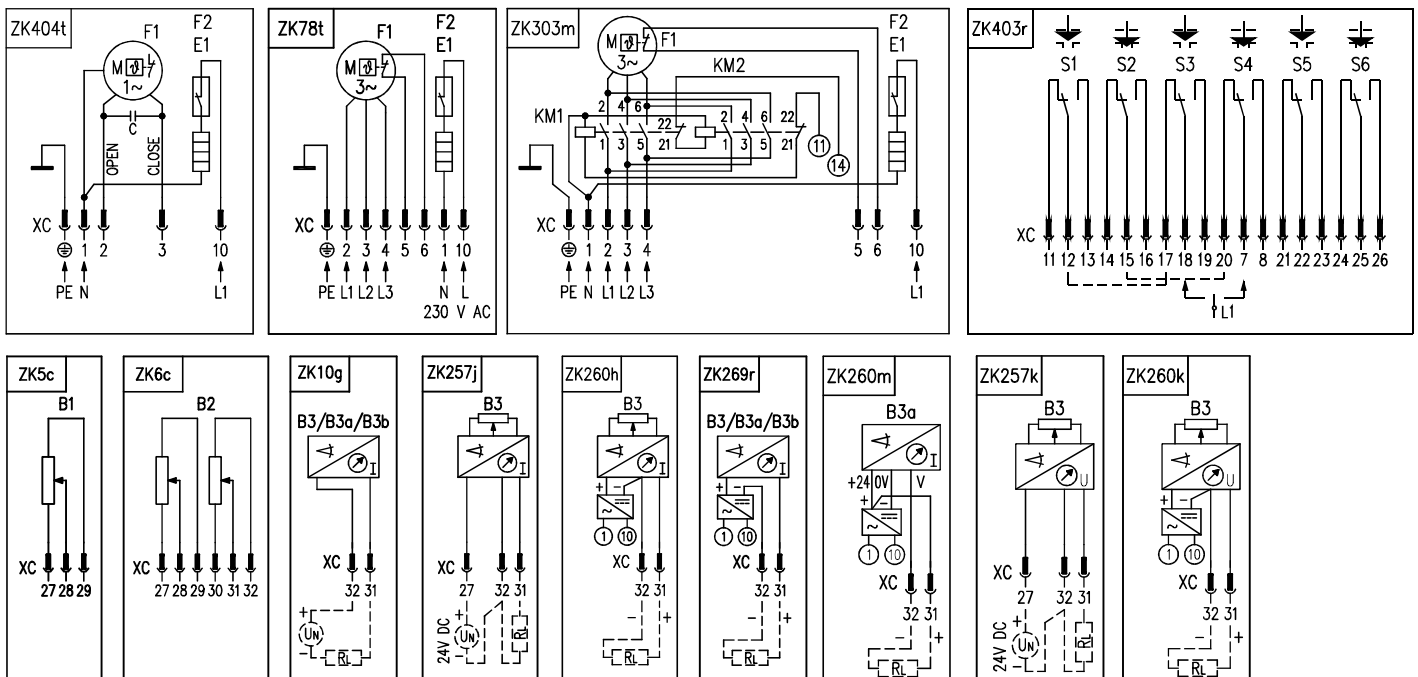 ZK404t
F1
F2
E1
M ϑ
1~
C
OPEN
CLOSE
XC
1 2 3 10
PE N L1
ZK78t
F1
F2
E1
M ϑ
3~
XC
2 3 4 5 6 1 10
PE L1 L2 L3 N L
230 V AC
ZK303m
F1
F2
E1
M ϑ
3~
KM2
KM1
2 4 6 22 2 4 6 22
1 3 5 21 1 3 5 21
11
14
XC
1 2 3 4 5 6 10
PE N L1 L2 L3 L1
ZK403r
S1 S2 S3 S4 S5 S6
XC
11 12 13 14 15 16 17 18 19 20 7 8 21 22 23 24 25 26
L1
ZK5c
B1
XC
27 28 29
ZK6c
B2
XC
27 28 29 30 31 32
ZK10g
B3/B3a/B3b
I
XC
32 31
+
UN
-
RL
ZK257j
B3
I
XC
27 32 31
24V DC
+
UN
-
RL
ZK260h
B3
I
+ -
~
1 10
XC
32 31
- +
RL
ZK269r
B3/B3a/B3b
I
+ -
~
1 10
XC
32 31
- +
RL
ZK260m
B3a
I
+24 0V V
+ -
~
1 10
XC
32 31
- +
RL
ZK257k
B3
U
XC
27 32 31
24V DC
+
UN
-
RL
ZK260k
B3
U
+ -
~
1 10
XC
32 31
- +
RL